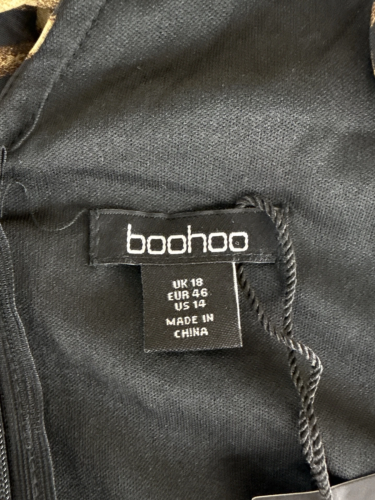 boohoo
UK 18
EUR 46
US 14
MADE IN
CHINA